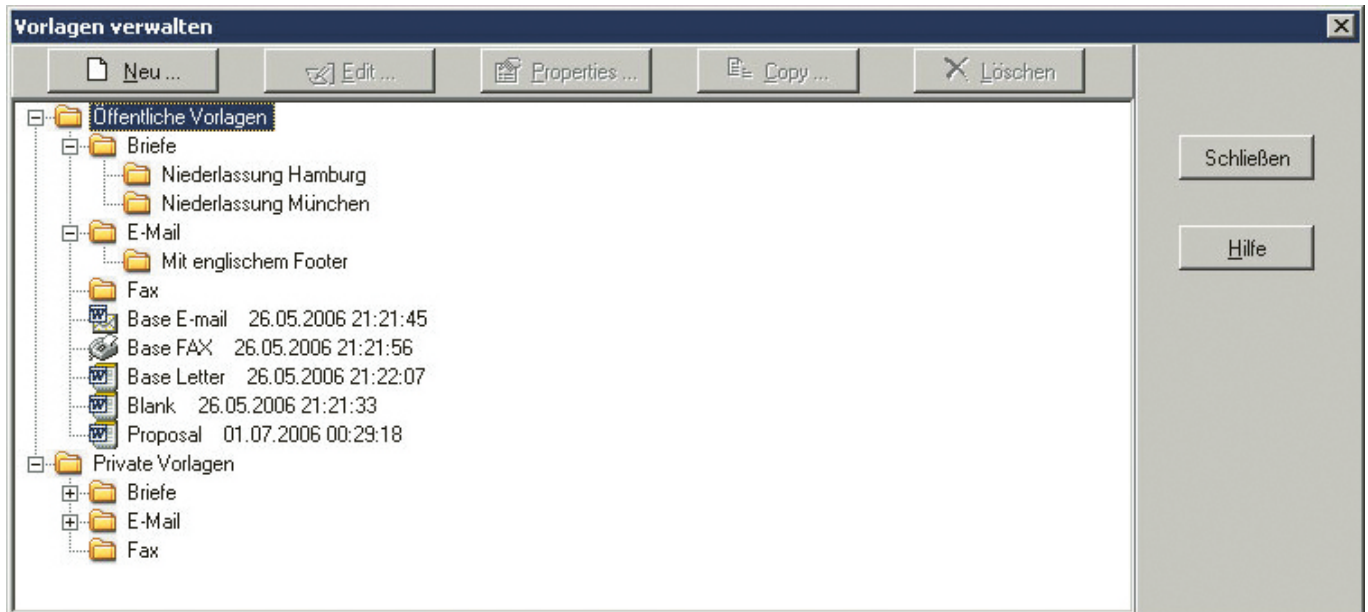 Vorlagen verwalten
Neu ... Edit ... Properties ... Copy ... Löschen
Öffentliche Vorlagen
Briefe
Niederlassung Hamburg
Niederlassung München
E-Mail
Mit englischem Footer
Fax
Base E-mail 26.05.2006 21:21:45
Base FAX 26.05.2006 21:21:56
Base Letter 26.05.2006 21:22:07
Blank 26.05.2006 21:21:33
Proposal 01.07.2006 00:29:18
Private Vorlagen
Briefe
E-Mail
Fax
Schließen
Hilfe